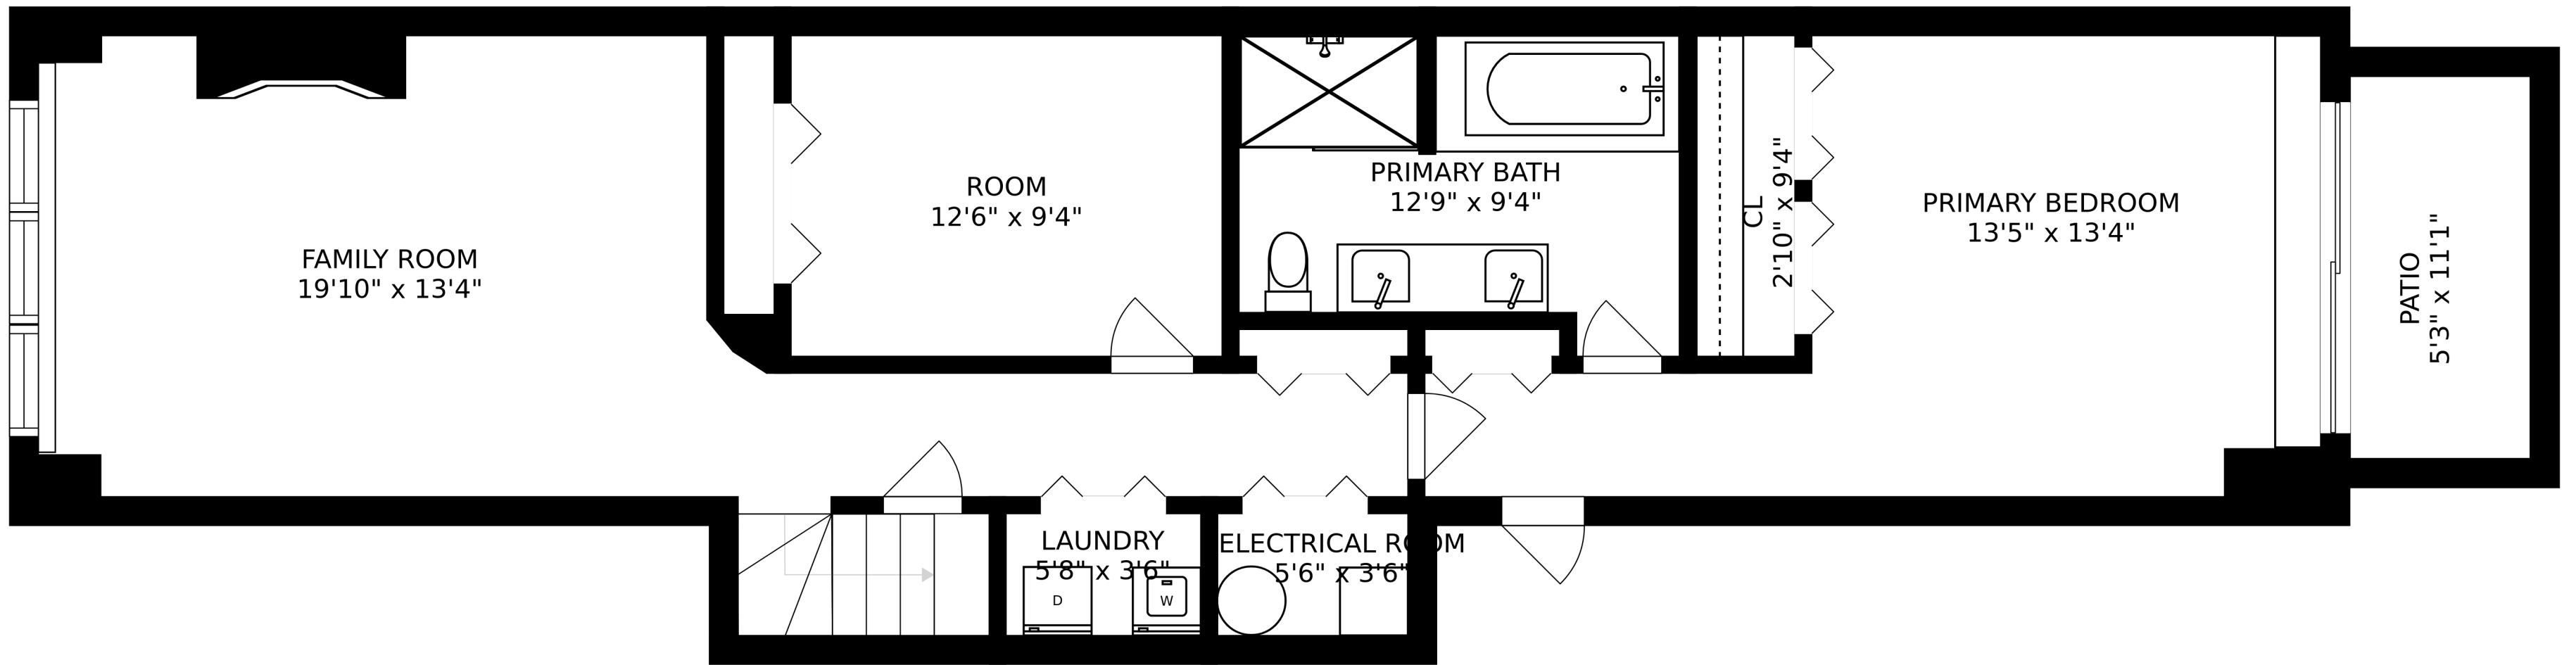 FAMILY ROOM
19'10" x 13'4"
ROOM
12'6" x 9'4"
PRIMARY BATH
12'9" x 9'4"
CL
2'10" x 9'4"
PRIMARY BEDROOM
13'5" x 13'4"
PATIO
5'3" x 11'1"
LAUNDRY
5'8" x 3'6"
D
W
ELECTRICAL ROOM
5'6" x 3'6"